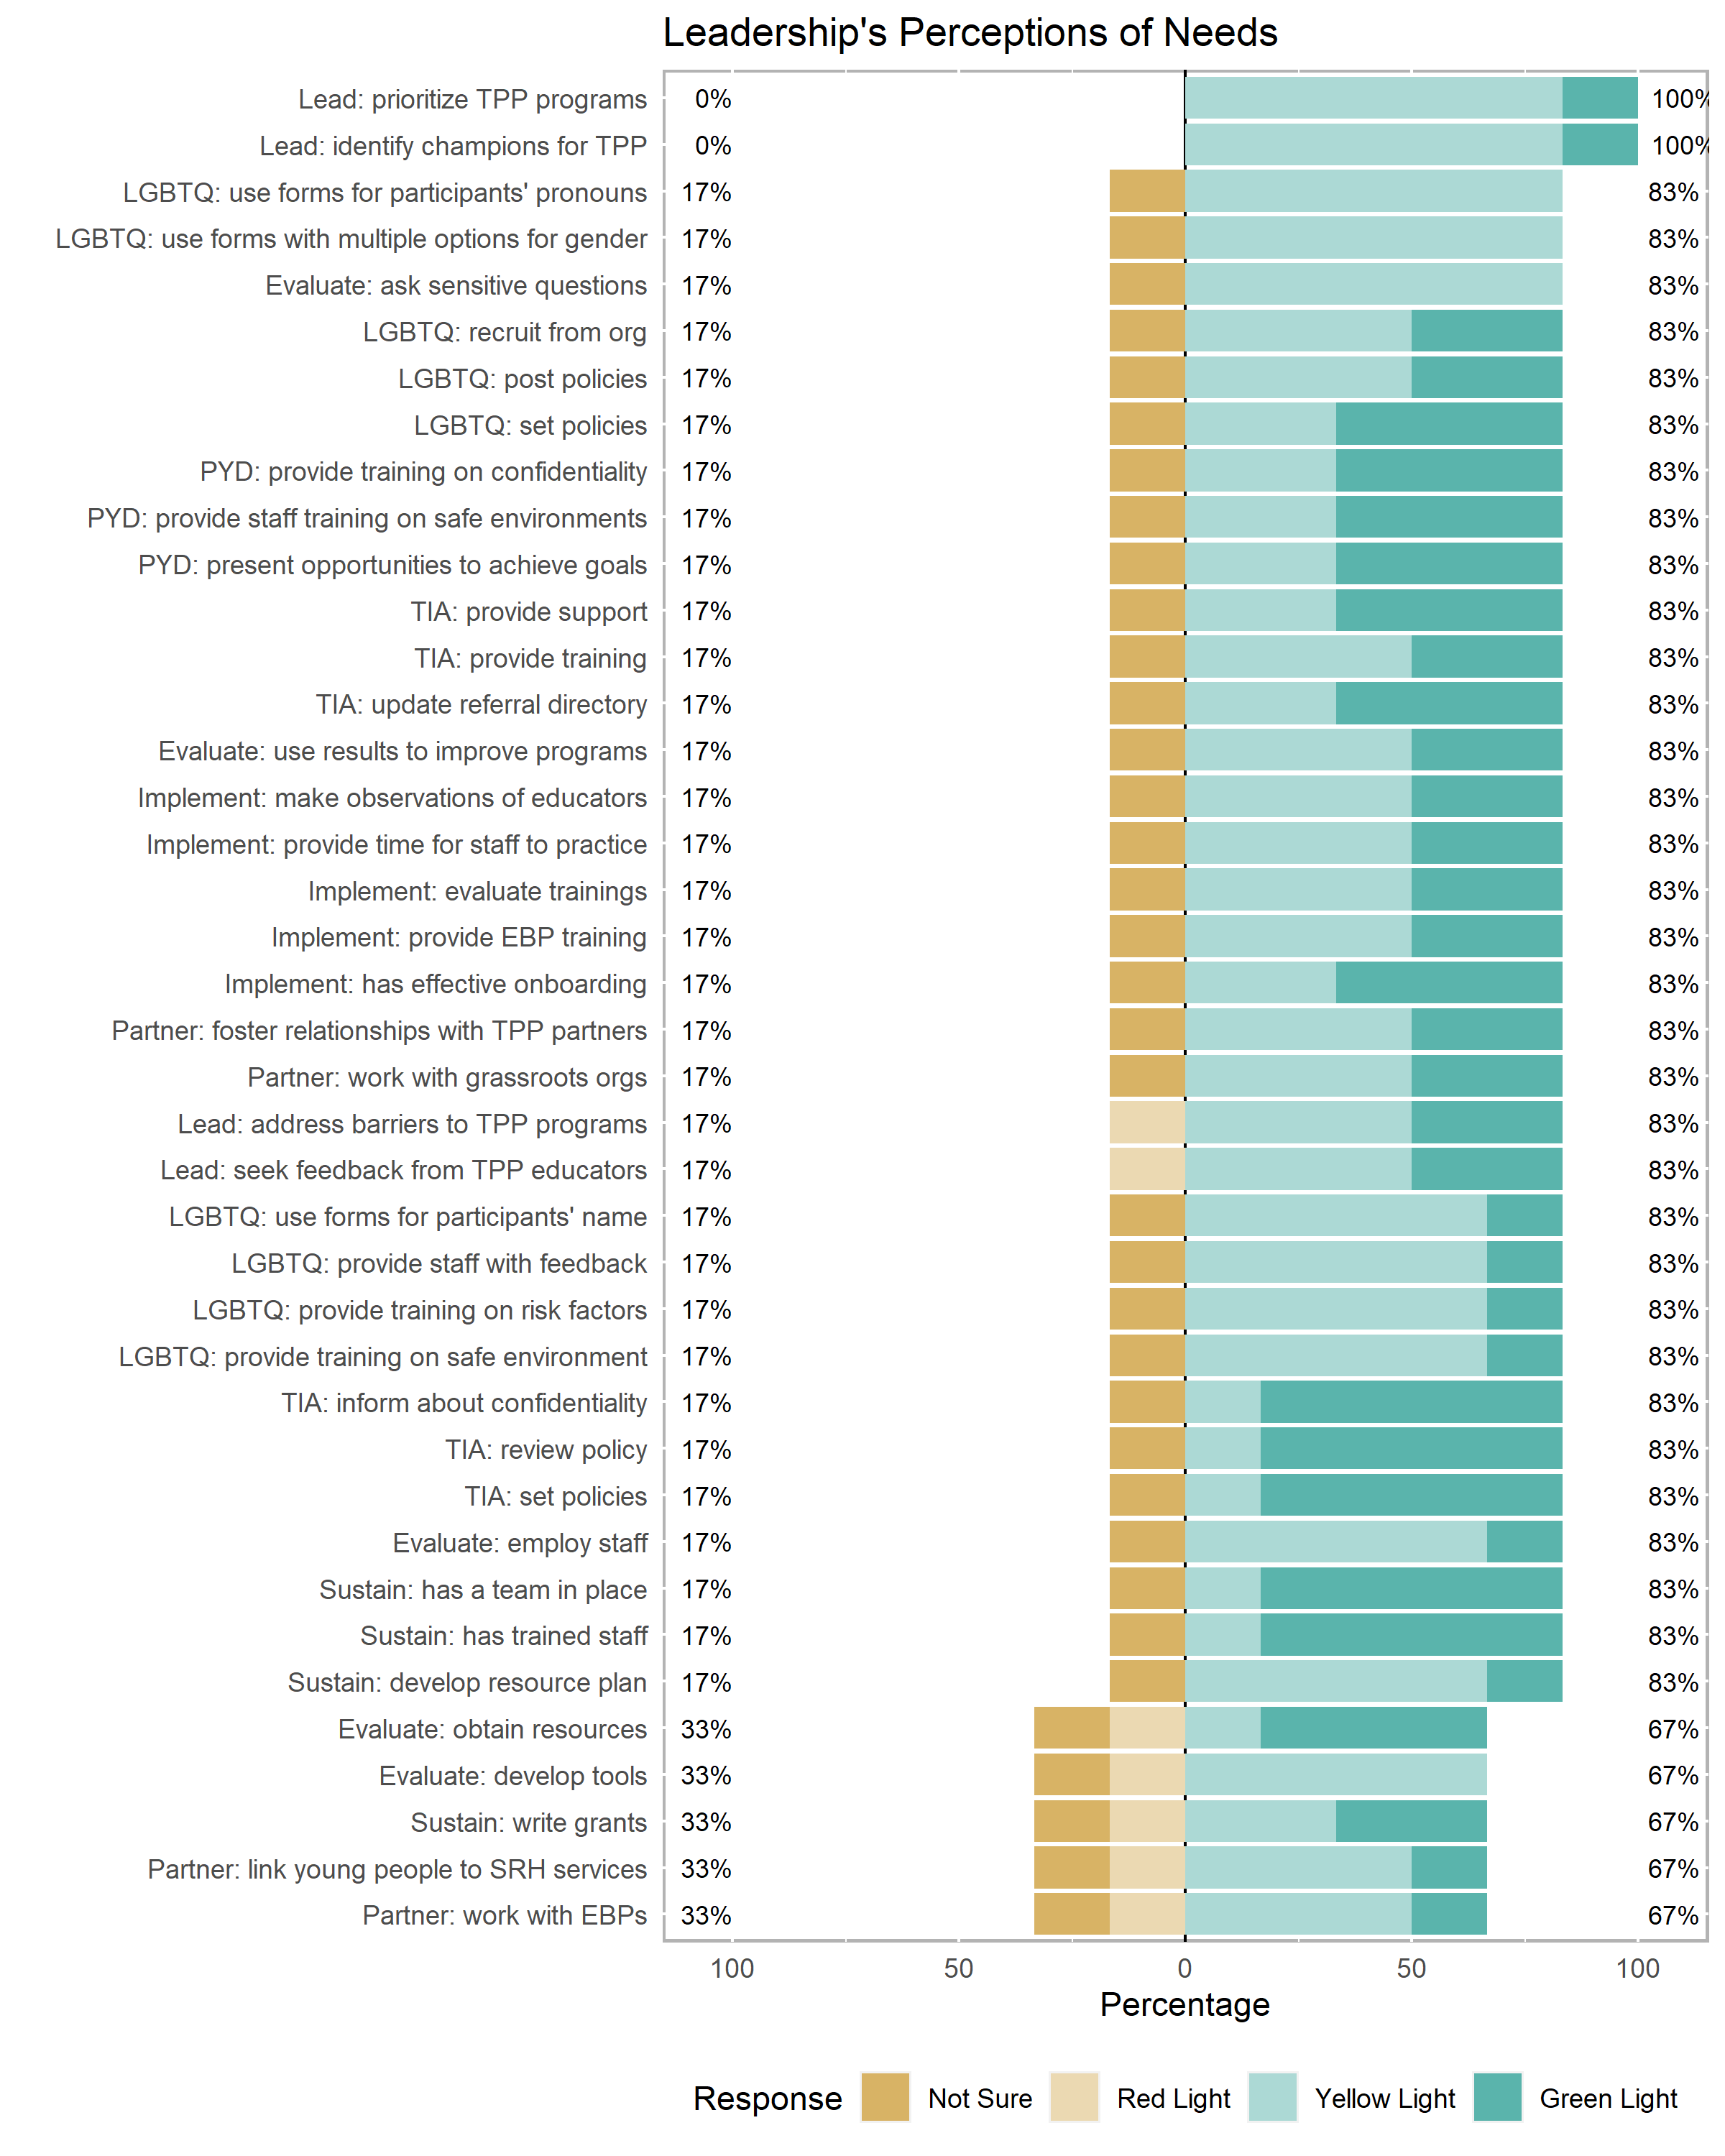 Leadership's Perceptions of Needs
Lead: prioritize TPP programs 0% 100%
Lead: identify champions for TPP 0% 100%
LGBTQ: use forms for participants' pronouns 17% 83%
LGBTQ: use forms with multiple options for gender 17% 83%
Evaluate: ask sensitive questions 17% 83%
LGBTQ: recruit from org 17% 83%
LGBTQ: post policies 17% 83%
LGBTQ: set policies 17% 83%
PYD: provide training on confidentiality 17% 83%
PYD: provide staff training on safe environments 17% 83%
PYD: present opportunities to achieve goals 17% 83%
TIA: provide support 17% 83%
TIA: provide training 17% 83%
TIA: update referral directory 17% 83%
Evaluate: use results to improve programs 17% 83%
Implement: make observations of educators 17% 83%
Implement: provide time for staff to practice 17% 83%
Implement: evaluate trainings 17% 83%
Implement: provide EBP training 17% 83%
Implement: has effective onboarding 17% 83%
Partner: foster relationships with TPP partners 17% 83%
Partner: work with grassroots orgs 17% 83%
Lead: address barriers to TPP programs 17% 83%
Lead: seek feedback from TPP educators 17% 83%
LGBTQ: use forms for participants' name 17% 83%
LGBTQ: provide staff with feedback 17% 83%
LGBTQ: provide training on risk factors 17% 83%
LGBTQ: provide training on safe environment 17% 83%
TIA: inform about confidentiality 17% 83%
TIA: review policy 17% 83%
TIA: set policies 17% 83%
Evaluate: employ staff 17% 83%
Sustain: has a team in place 17% 83%
Sustain: has trained staff 17% 83%
Sustain: develop resource plan 17% 83%
Evaluate: obtain resources 33% 67%
Evaluate: develop tools 33% 67%
Sustain: write grants 33% 67%
Partner: link young people to SRH services 33% 67%
Partner: work with EBPs 33% 67%
100 50 0 50 100
Percentage
Response Not Sure Red Light Yellow Light Green Light